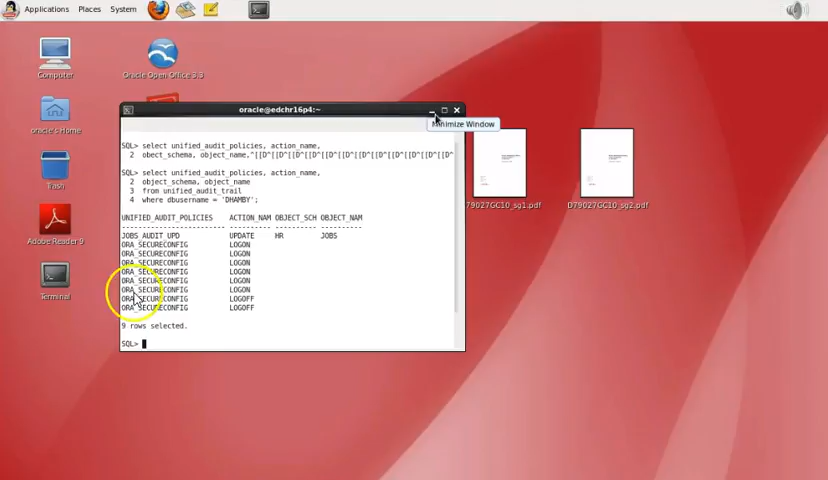 Applications Places System
Computer
Oracle Open Office 3.3
oracle's Home
Trash
Adobe Reader 9
Terminal
oracle@edchr16p4:~
Minimize Window
SQL> select unified_audit_policies, action_name,
2 obect_schema, object_name,"[[D^[[D^[[D^[[D^[[D^[[D^[[D^[[D^[[D^[[D^[[D^
SQL> select unified_audit_policies, action_name,
2 object_schema, object_name
3 from unified_audit_trail
4 where dbusername = 'DHAMBY';
UNIFIED_AUDIT_POLICIES ACTION_NAM OBJECT_SCH OBJECT_NAM
------------------------- ---------- ---------- ----------
JOBS_AUDIT_UPD UPDATE HR JOBS
ORA_SECURECONFIG LOGON
ORA_SECURECONFIG LOGON
ORA_SECURECONFIG LOGON
ORA_SECURECONFIG LOGON
ORA_SECURECONFIG LOGON
ORA_SECURECONFIG LOGON
ORA_SECURECONFIG LOGOFF
ORA_SECURECONFIG LOGOFF
9 rows selected.
SQL>
79027GC10_sg1.pdf
D79027GC10_sg2.pdf